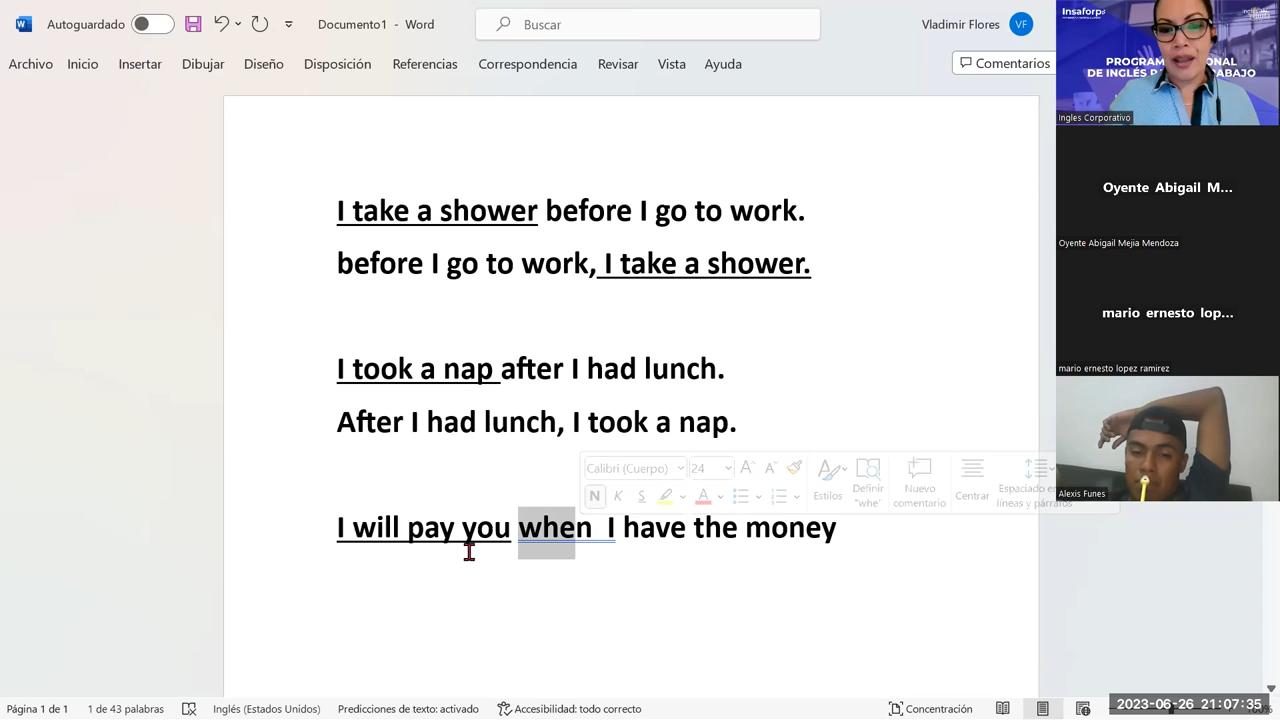 Autoguardado
Documento1 - Word
Buscar
Vladimir Flores
VF
Archivo Inicio Insertar Dibujar Diseño Disposición Referencias Correspondencia Revisar Vista Ayuda
Comentarios
I take a shower before I go to work.
before I go to work, I take a shower.
I took a nap after I had lunch.
After I had lunch, I took a nap.
Calibri (Cuerpo) 24
N K S
Estilos
Definir "whe"
Nuevo comentario
Centrar
Espaciado en
líneas y párrafos
I will pay you when I have the money
Página 1 de 1
1 de 43 palabras
Inglés (Estados Unidos)
Predicciones de texto: activado
Accesibilidad: todo correcto
Concentración
2023-06-26 21:07:35
Insaforp
Ingles Corporativo
Oyente Abigail M...
Oyente Abigail Mejia Mendoza
mario ernesto lop...
mario ernesto lopez ramirez
Alexis Funes